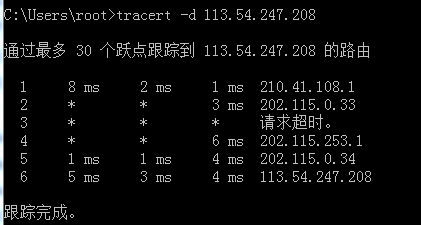 C:\Users\root>tracert -d 113.54.247.208
通过最多 30 个跃点跟踪到 113.54.247.208 的路由
1 8 ms 2 ms 1 ms 210.41.108.1
2 * * 3 ms 202.115.0.33
3 * * * 请求超时。
4 * * 6 ms 202.115.253.1
5 1 ms 1 ms 4 ms 202.115.0.34
6 5 ms 3 ms 4 ms 113.54.247.208
跟踪完成。